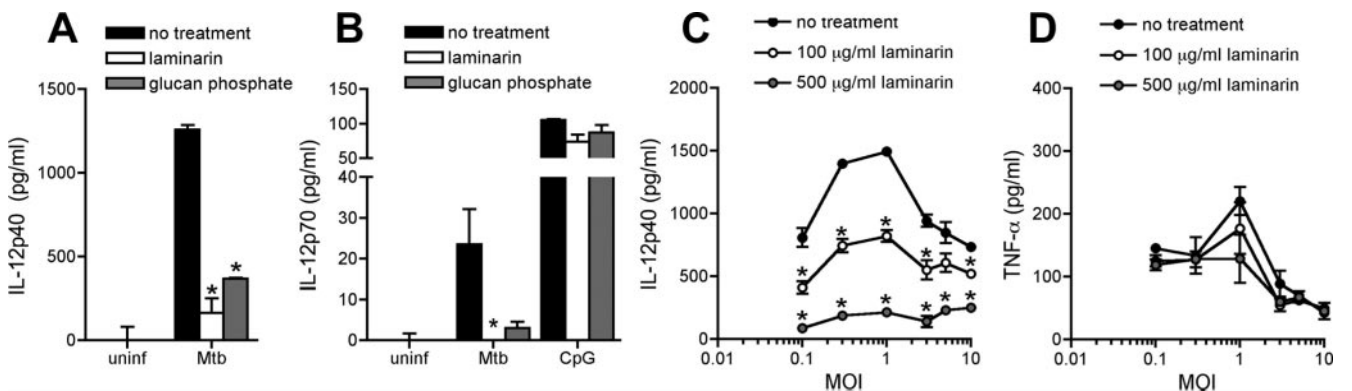 A
no treatment
laminarin
glucan phosphate
IL-12p40 (pg/ml)
1500
1000
500
0
uninf
Mtb
*
*
B
no treatment
laminarin
glucan phosphate
IL-12p70 (pg/ml)
100
50
40
30
20
10
0
uninf
Mtb
CpG
*
C
no treatment
100 µg/ml laminarin
500 µg/ml laminarin
IL-12p40 (pg/ml)
2000
1500
1000
500
0
0.01
0.1
1
10
MOI
*
*
*
*
*
*
*
*
*
*
*
D
no treatment
100 µg/ml laminarin
500 µg/ml laminarin
TNF-α (pg/ml)
400
300
200
100
0
0.01
0.1
1
10
MOI